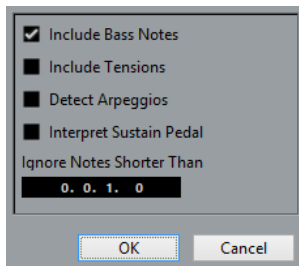 Include Bass Notes
Include Tensions
Detect Arpeggios
Interpret Sustain Pedal
Ignore Notes Shorter Than
0. 0. 1. 0
OK Cancel